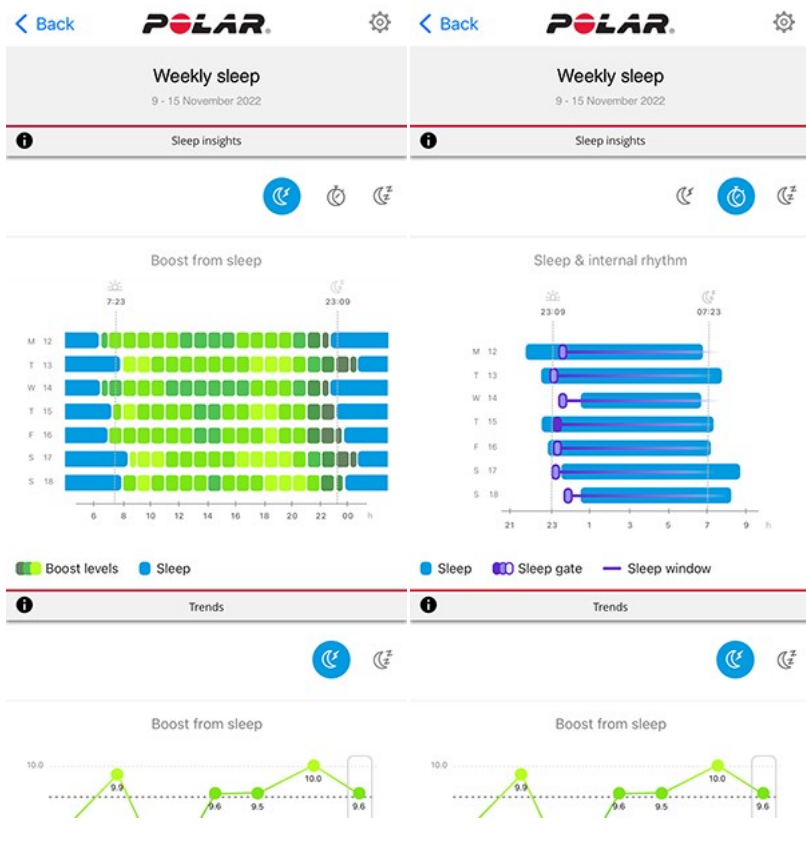 Back
POLAR.
Weekly sleep
9 - 15 November 2022
Sleep insights
Boost from sleep
7:23
23:09
M 12
T 13
W 14
T 15
F 16
S 17
S 18
6 8 10 12 14 16 18 20 22 00 h
Boost levels Sleep
Trends
Boost from sleep
10.0
9.9
9.6
9.5
10.0
9.6
Back
POLAR.
Weekly sleep
9 - 15 November 2022
Sleep insights
Sleep & internal rhythm
23:09
07:23
M 12
T 13
W 14
T 15
F 16
S 17
S 18
21 23 1 3 5 7 9 h
Sleep Sleep gate Sleep window
Trends
Boost from sleep
10.0
9.9
9.6
9.5
10.0
9.6